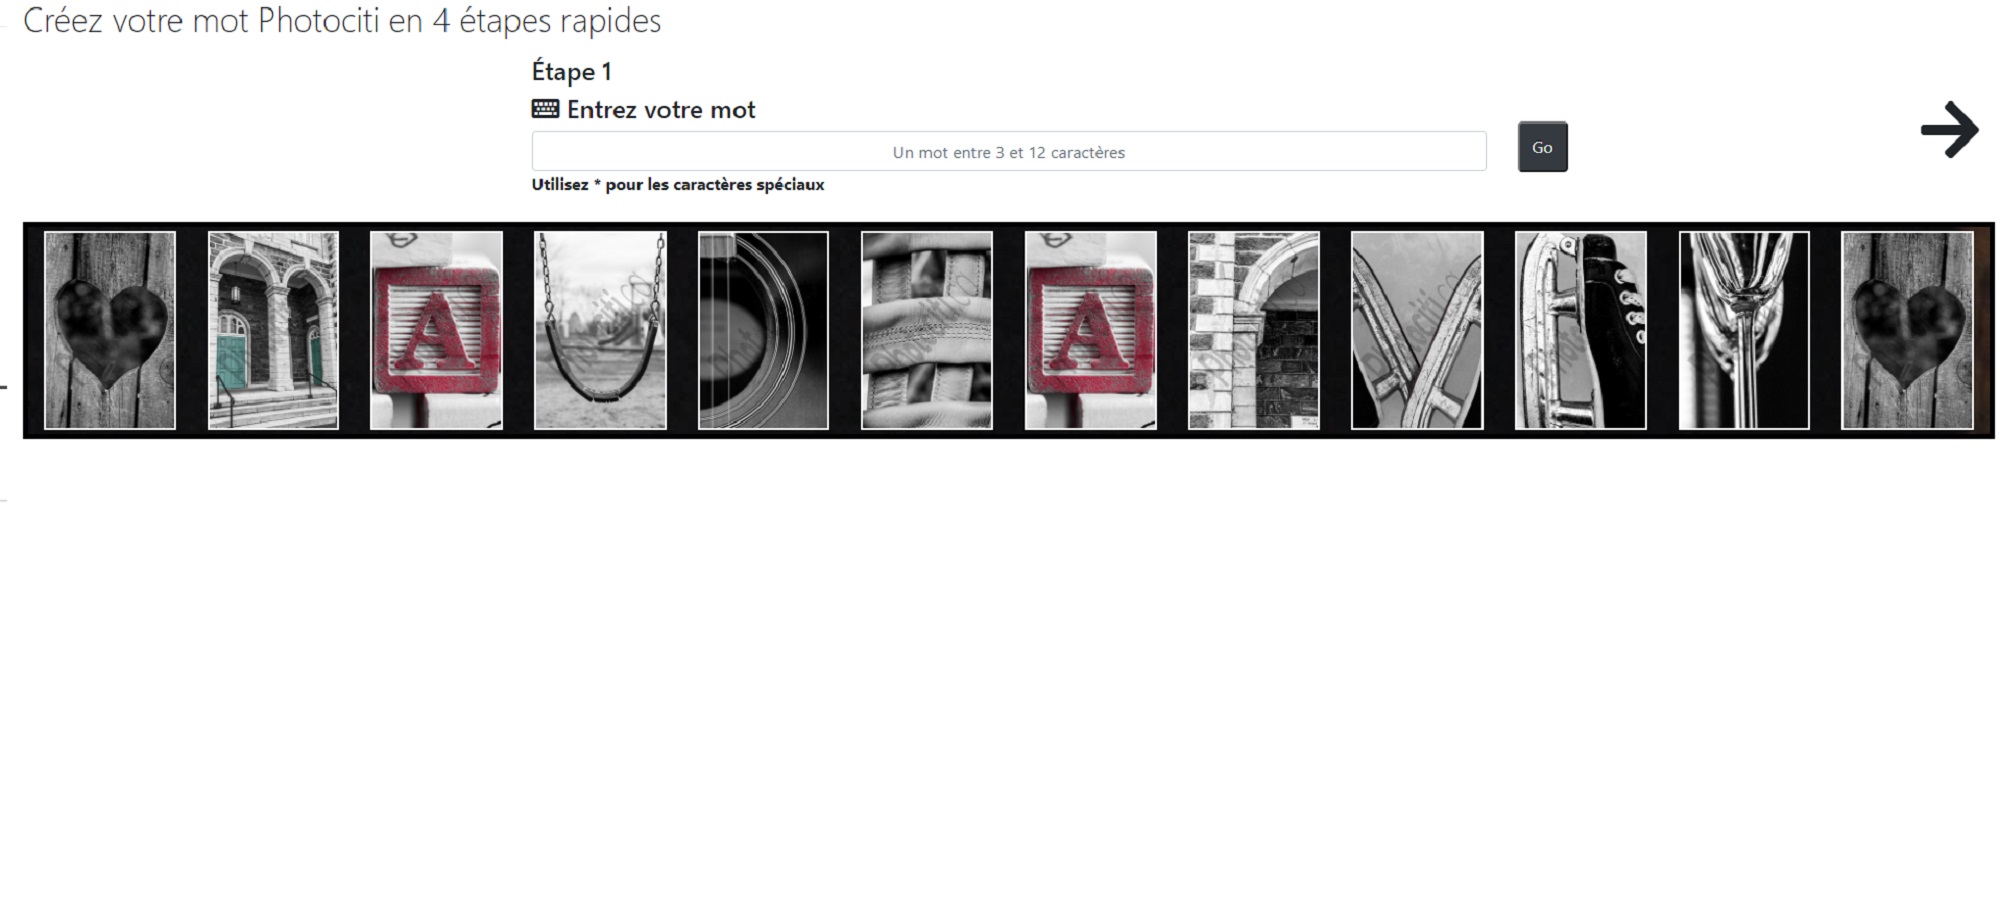 Créez votre mot Photociti en 4 étapes rapides
Étape 1
Entrez votre mot
Un mot entre 3 et 12 caractères
Go
Utilisez * pour les caractères spéciaux
A
A